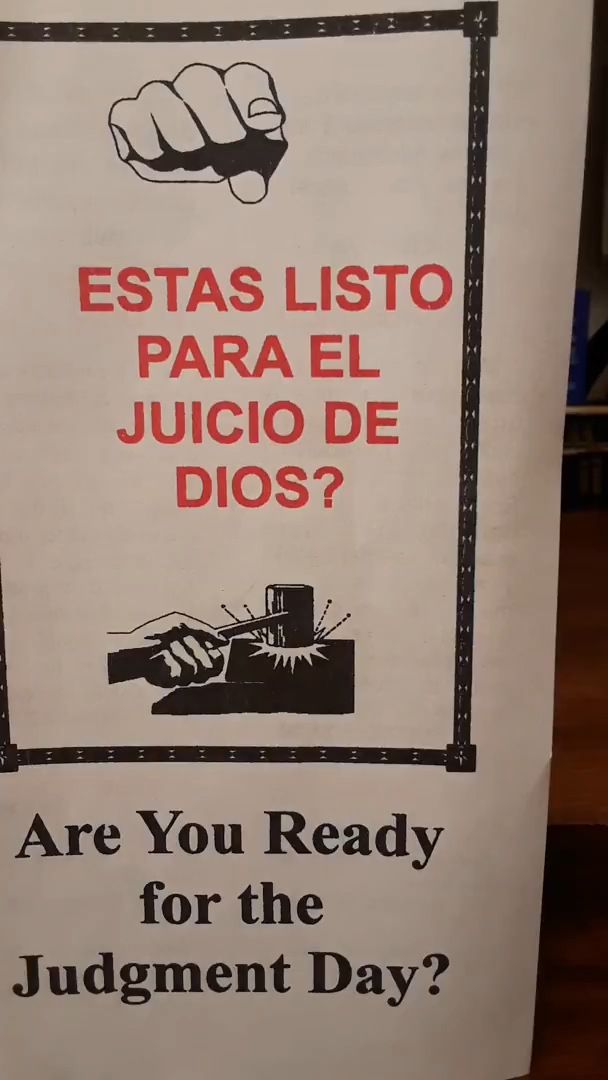 ESTAS LISTO
PARA EL
JUICIO DE
DIOS?
Are You Ready
for the
Judgment Day?